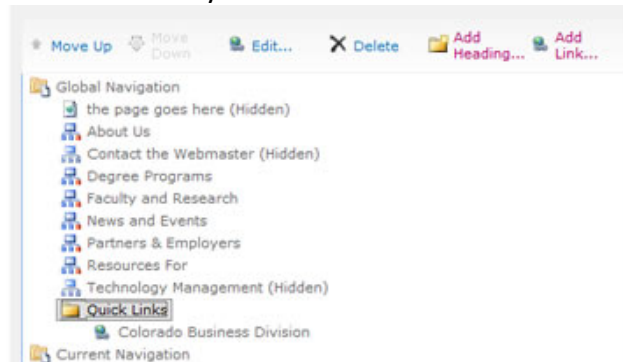 Move Up Move Down Edit... Delete Add Heading... Add Link...
Global Navigation
the page goes here (Hidden)
About Us
Contact the Webmaster (Hidden)
Degree Programs
Faculty and Research
News and Events
Partners & Employers
Resources For
Technology Management (Hidden)
Quick Links
Colorado Business Division
Current Navigation